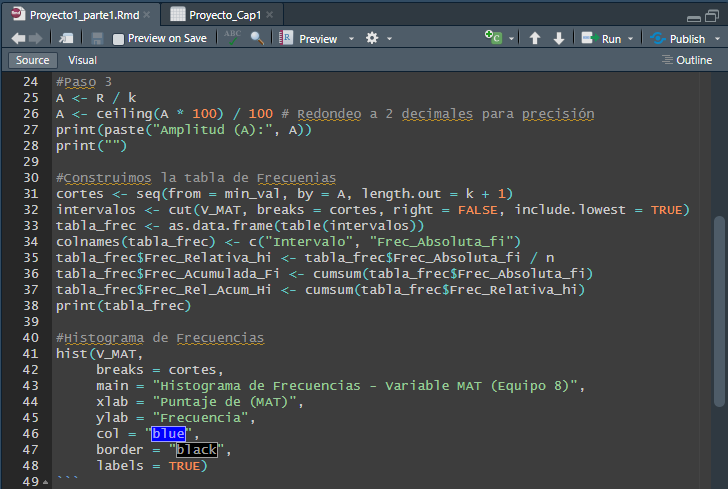 Proyecto1_parte1.Rmd × Proyecto_Cap1 ×
Preview on Save ABC Preview Run Publish
Source Visual Outline
24 #Paso 3
25 A <- R / k
26 A <- ceiling(A * 100) / 100 # Redondeo a 2 decimales para precisión
27 print(paste("Amplitud (A):", A))
28 print("")
29
30 #Construimos la tabla de Frecuenias
31 cortes <- seq(from = min_val, by = A, length.out = k + 1)
32 intervalos <- cut(V_MAT, breaks = cortes, right = FALSE, include.lowest = TRUE)
33 tabla_frec <- as.data.frame(table(intervalos))
34 colnames(tabla_frec) <- c("Intervalo", "Frec_Absoluta_fi")
35 tabla_frec$Frec_Relativa_hi <- tabla_frec$Frec_Absoluta_fi / n
36 tabla_frec$Frec_Acumulada_Fi <- cumsum(tabla_frec$Frec_Absoluta_fi)
37 tabla_frec$Frec_Rel_Acum_Hi <- cumsum(tabla_frec$Frec_Relativa_hi)
38 print(tabla_frec)
39
40 #Histograma de Frecuencias
41 hist(V_MAT,
42 breaks = cortes,
43 main = "Histograma de Frecuencias - Variable MAT (Equipo 8)",
44 xlab = "Puntaje de (MAT)",
45 ylab = "Frecuencia",
46 col = "blue",
47 border = "black",
48 labels = TRUE)
49 ```